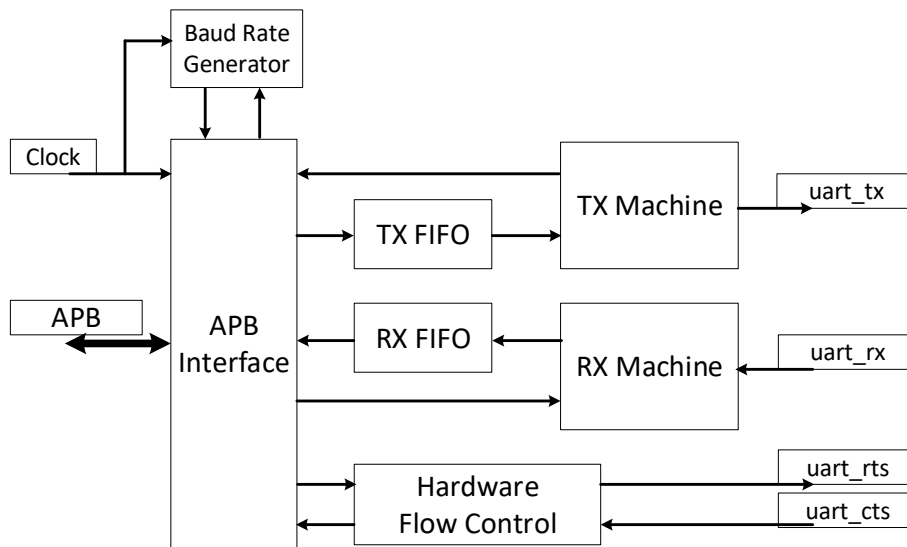 Baud Rate
Generator
Clock
uart_tx
TX Machine
TX FIFO
APB
APB
Interface
RX FIFO
RX Machine
uart_rx
uart_rts
Hardware
Flow Control
uart_cts